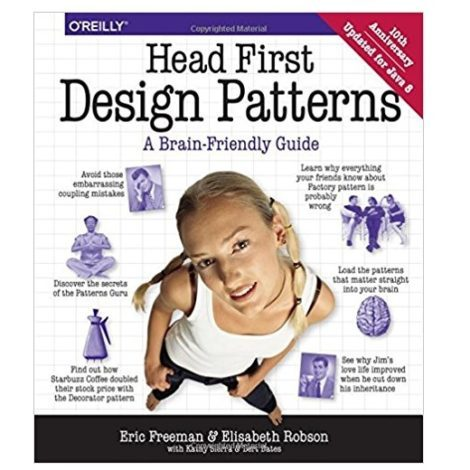 O'REILLY®
Copyrighted Material
10th
Anniversary
Updated for Java 8
Head First
Design Patterns
A Brain-Friendly Guide
Avoid those
embarrassing
coupling mistakes
Learn why everything
your friends know about
Factory pattern is
probably
wrong
Discover the secrets
of the Patterns Guru
Load the patterns
that matter straight
into your brain
Find out how
Starbuzz Coffee doubled
their stock price with
the Decorator pattern
See why Jim's
love life improved
when he cut down
his inheritance
Eric Freeman & Elisabeth Robson
with Kathy Sierra & Bert Bates